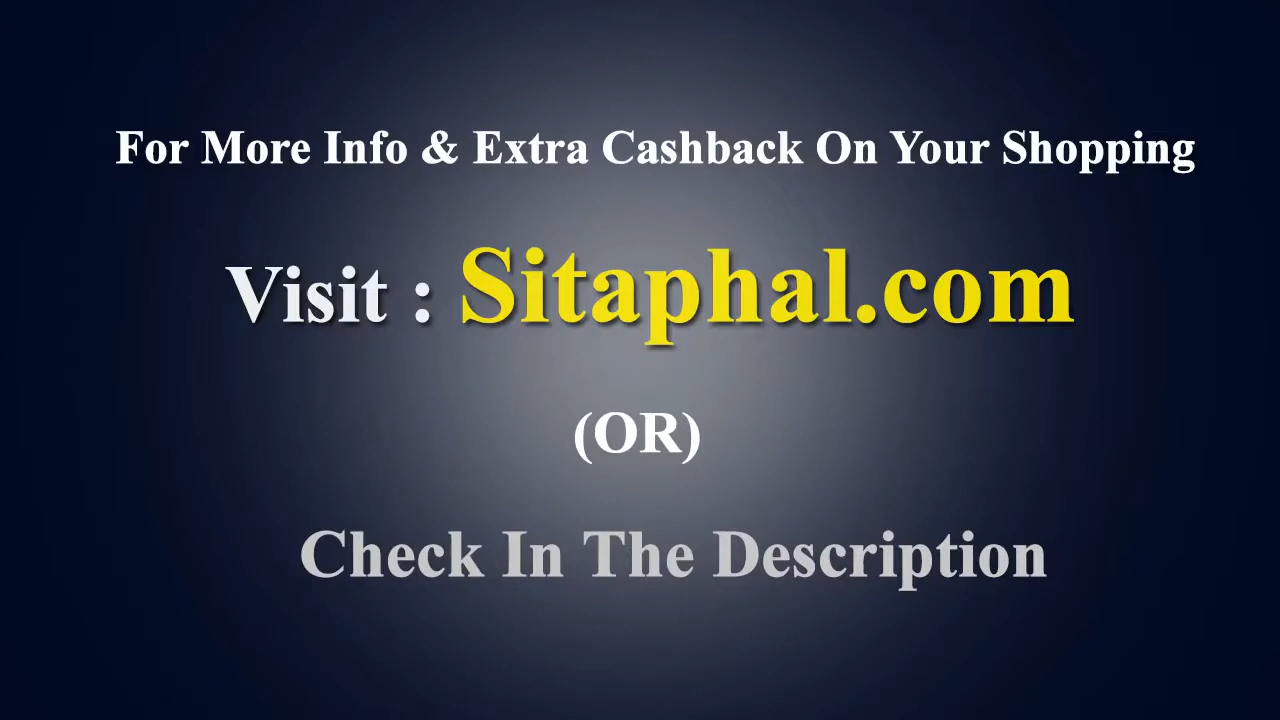 For More Info & Extra Cashback On Your Shopping
Visit : Sitaphal.com
(OR)
Check In The Description